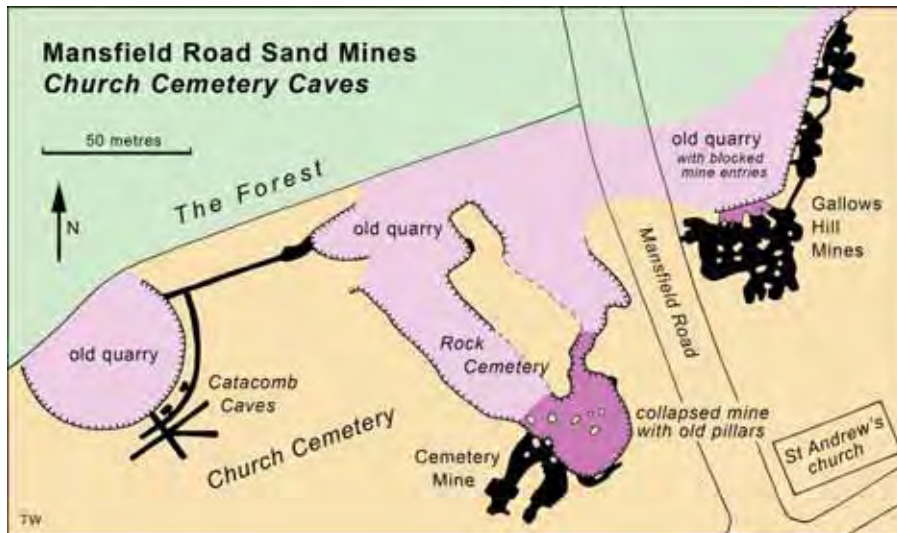 Mansfield Road Sand Mines
Church Cemetery Caves
50 metres
N
The Forest
old quarry
with blocked
mine entries
Gallows
Hill
Mines
old quarry
Mansfield Road
old quarry
Rock
Cemetery
Catacomb
Caves
collapsed mine
with old pillars
Church Cemetery
Cemetery
Mine
St Andrew's
church
TW